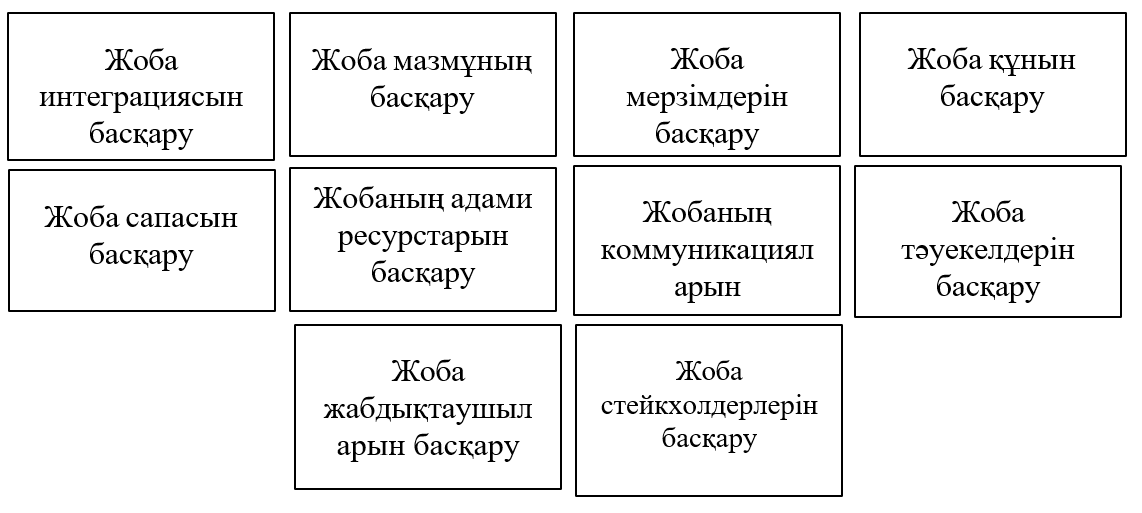 Жоба
интеграциясын
басқару
Жоба мазмұның
басқару
Жоба
мерзімдерін
басқару
Жоба құнын
басқару
Жоба сапасын
басқару
Жобаның адами
ресурстарын
басқару
Жобаның
коммуникациял
арын
Жоба
тәуекелдерін
басқару
Жоба
жабдықтаушыл
арын басқару
Жоба
стейкхолдерлерін
басқару